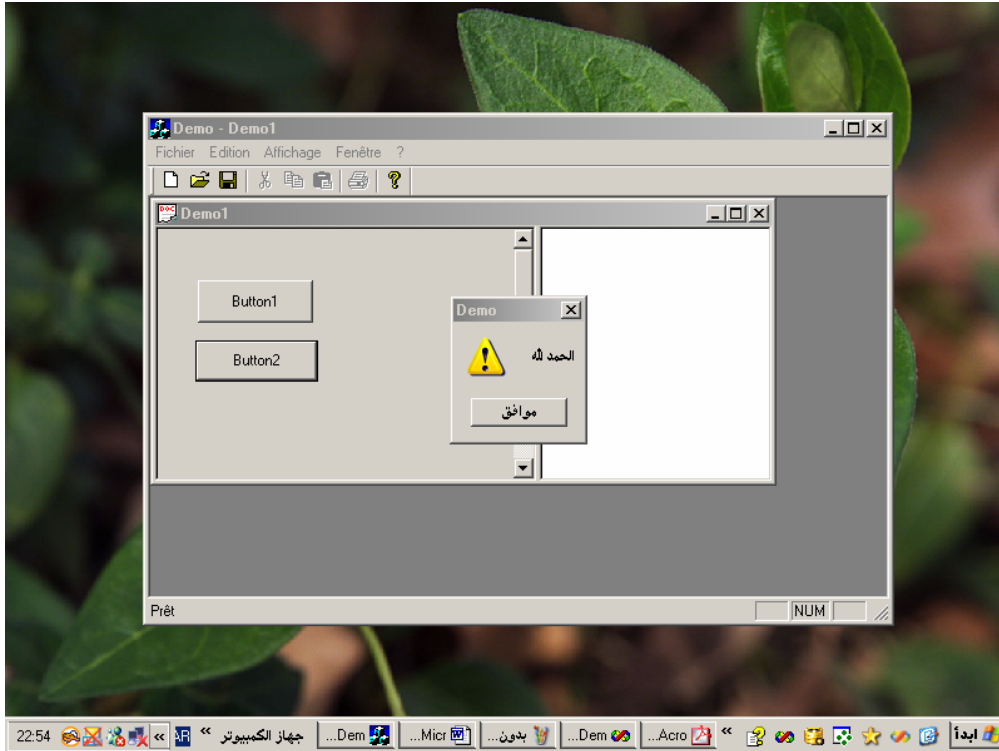 Demo - Demo1
Fichier Edition Affichage Fenêtre ?
Demo1
Button1
Button2
Demo
الحمد لله
موافق
Prêt
NUM
ابدأ
Acro...
Dem...
بدون...
Micr...
Dem...
جهاز الكمبيوتر
AR
22:54